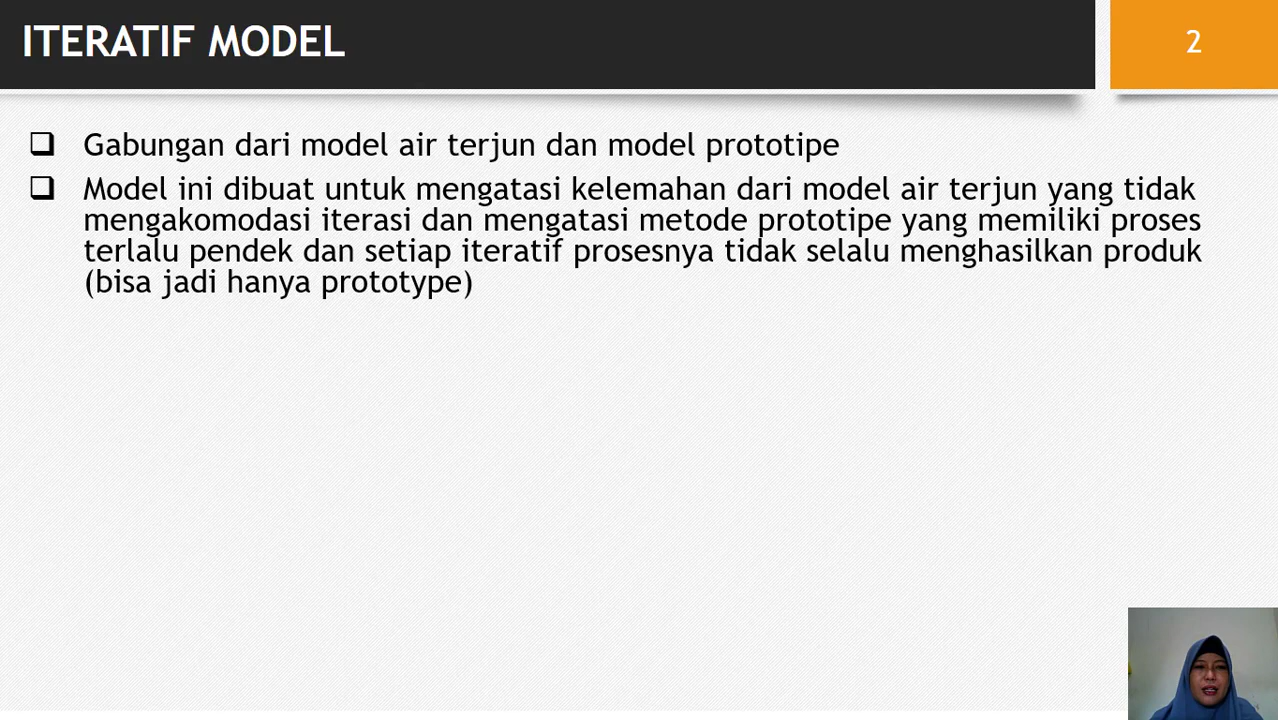 ITERATIF MODEL
2
Gabungan dari model air terjun dan model prototipe
Model ini dibuat untuk mengatasi kelemahan dari model air terjun yang tidak
mengakomodasi iterasi dan mengatasi metode prototipe yang memiliki proses
terlalu pendek dan setiap iteratif prosesnya tidak selalu menghasilkan produk
(bisa jadi hanya prototype)